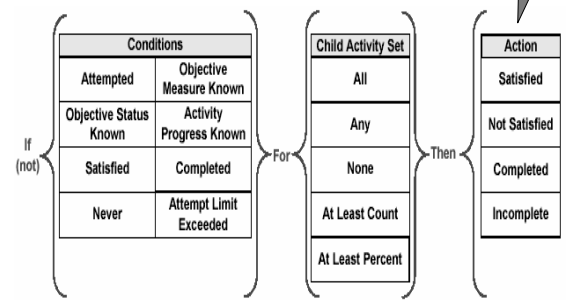 Conditions
Attempted
Objective
Measure Known
Objective Status
Known
Activity
Progress Known
Satisfied
Completed
Never
Attempt Limit
Exceeded
If
(not)
For
Child Activity Set
All
Any
None
At Least Count
At Least Percent
Then
Action
Satisfied
Not Satisfied
Completed
Incomplete